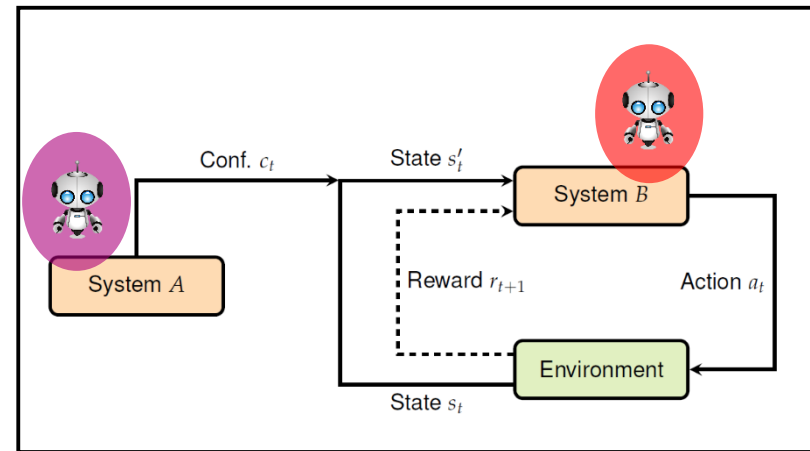 Conf. c_t
State s'_t
System B
System A
Reward r_{t+1}
Action a_t
Environment
State s_t